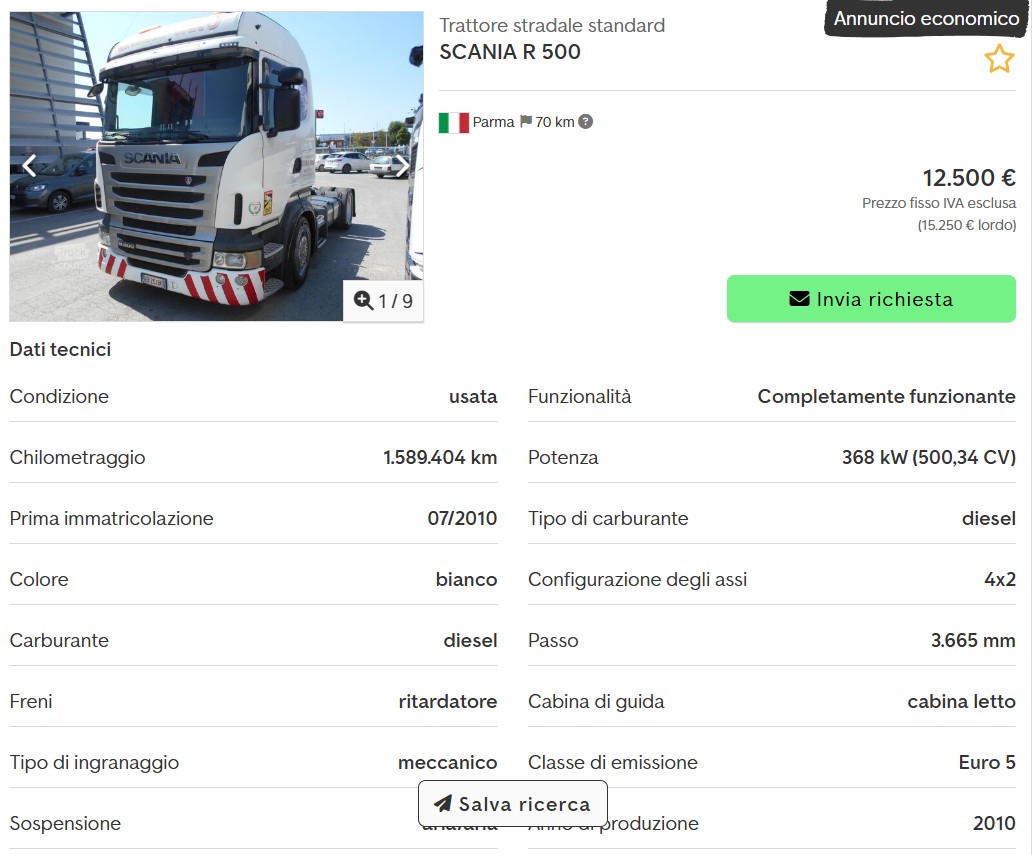 Annuncio economico
Trattore stradale standard
SCANIA R 500
Parma 70 km ?
12.500 €
Prezzo fisso IVA esclusa
(15.250 € lordo)
Invia richiesta
SCANIA
1 / 9
Dati tecnici
Condizione usata Funzionalità Completamente funzionante
Chilometraggio 1.589.404 km Potenza 368 kW (500,34 CV)
Prima immatricolazione 07/2010 Tipo di carburante diesel
Colore bianco Configurazione degli assi 4x2
Carburante diesel Passo 3.665 mm
Freni ritardatore Cabina di guida cabina letto
Tipo di ingranaggio meccanico Classe di emissione Euro 5
Salva ricerca
Sospensione aria/aria Anno di produzione 2010